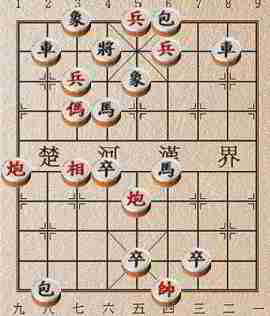 1 2 3 4 5 6 7 8 9
象 兵 包
車 將 兵 車
兵 象
傌 馬
楚 河 漢 界
炮 相 卒 馬
炮
卒 卒
包 帥
九 八 七 六 五 四 三 二 一